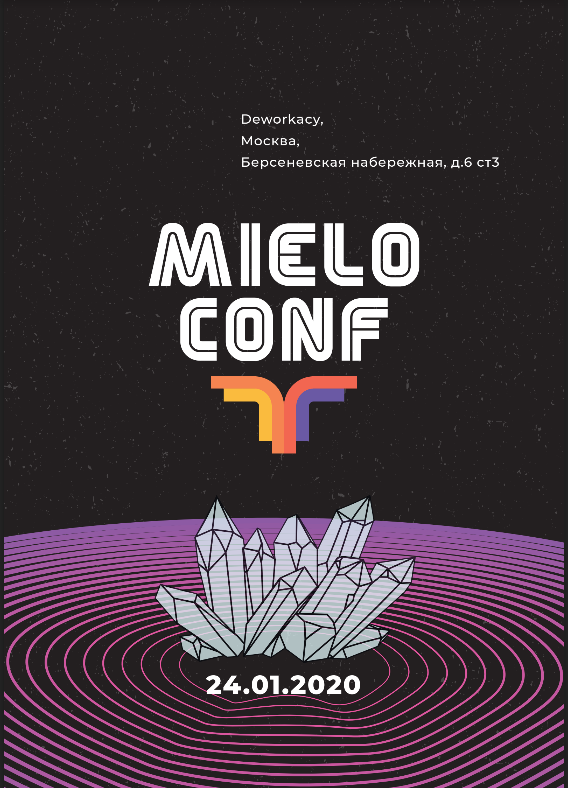 Deworkacy,
Москва,
Берсеневская набережная, д.6 ст3
MIELO
CONF
24.01.2020